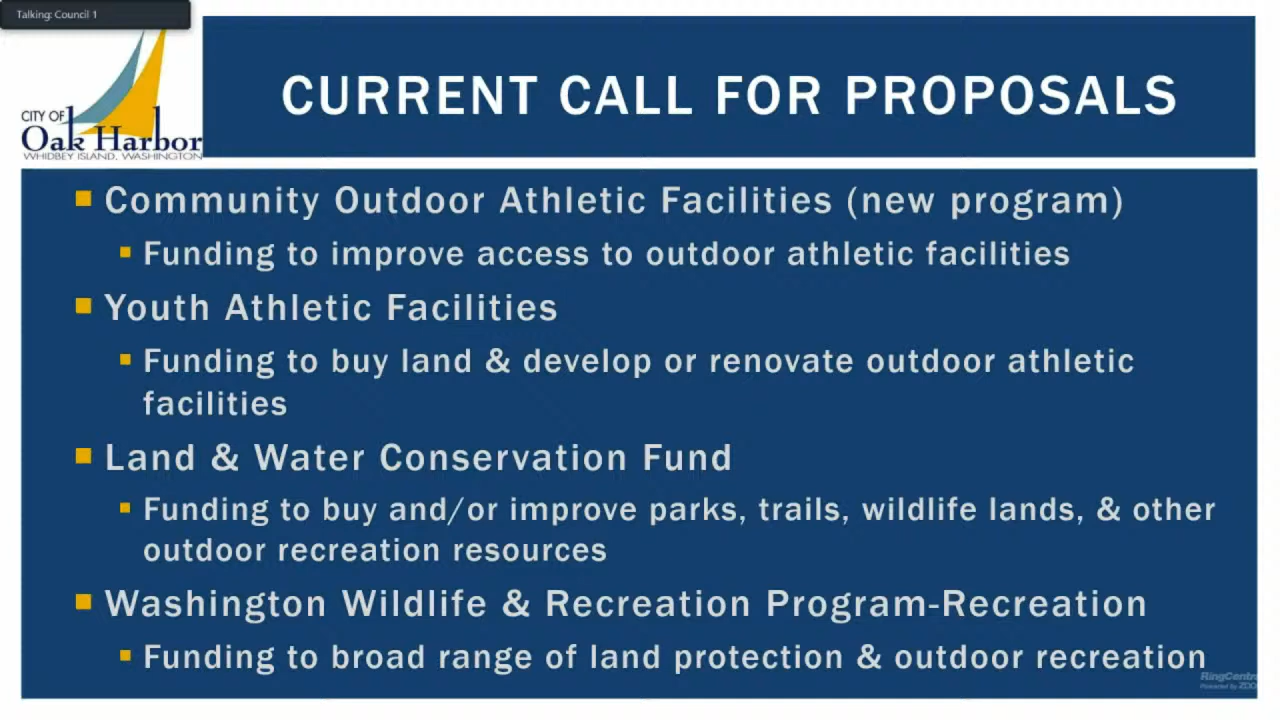 Talking: Council 1
CITY OF
Oak Harbor
WHIDBEY ISLAND, WASHINGTON
CURRENT CALL FOR PROPOSALS
Community Outdoor Athletic Facilities (new program)
Funding to improve access to outdoor athletic facilities
Youth Athletic Facilities
Funding to buy land & develop or renovate outdoor athletic
facilities
Land & Water Conservation Fund
Funding to buy and/or improve parks, trails, wildlife lands, & other
outdoor recreation resources
Washington Wildlife & Recreation Program-Recreation
Funding to broad range of land protection & outdoor recreation
Powered by